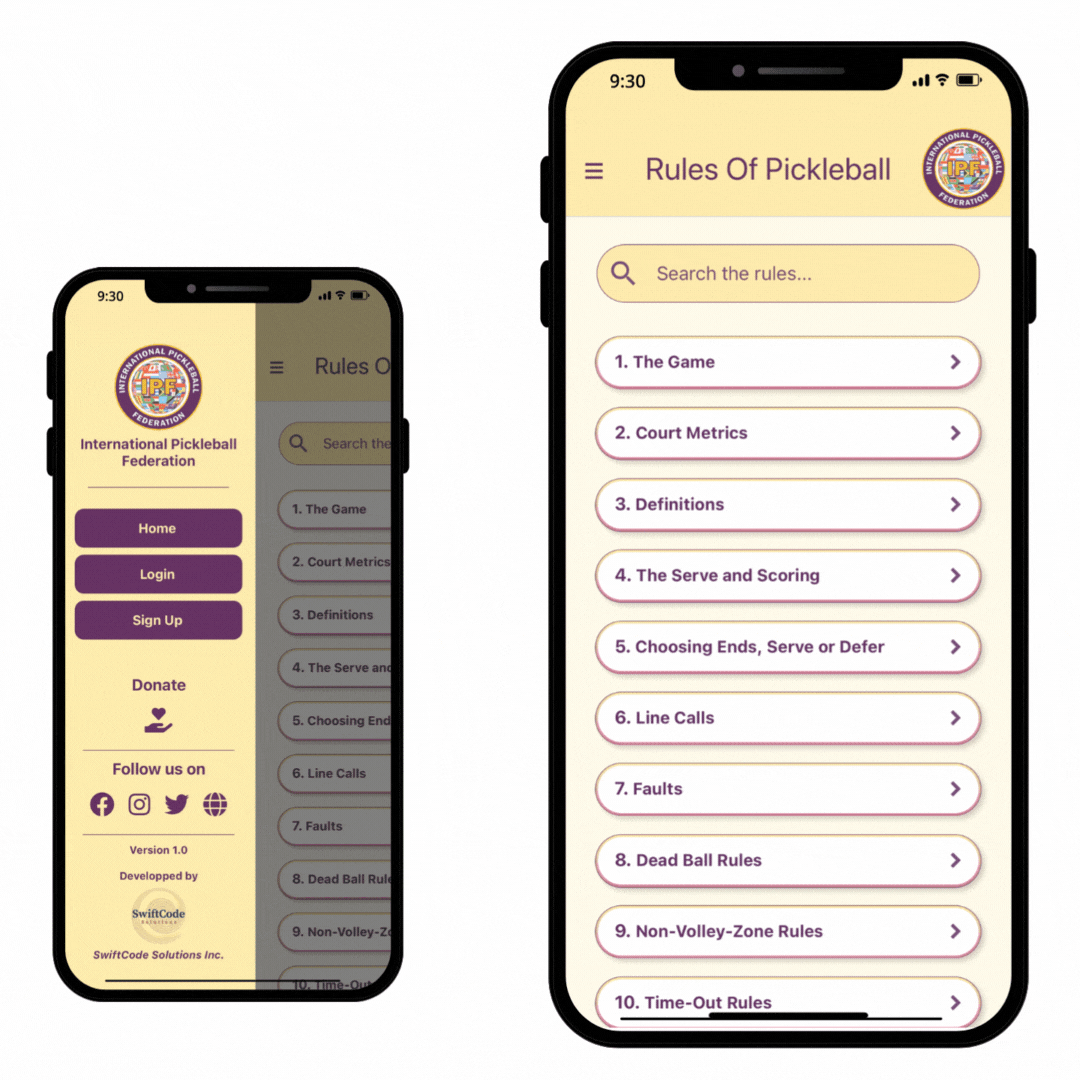 9:30
INTERNATIONAL PICKLEBALL
IPF
FEDERATION
International Pickleball
Federation
Home
Login
Sign Up
Donate
Follow us on
Version 1.0
Developped by
SwiftCode
Solutions
SwiftCode Solutions Inc.
Rules O
Search the
1. The Game
2. Court Metrics
3. Definitions
4. The Serve and
5. Choosing End
6. Line Calls
7. Faults
8. Dead Ball Rule
9. Non-Volley-Zo
10. Time-Out
9:30
Rules Of Pickleball
INTERNATIONAL PICKLEBALL
IPF
FEDERATION
Search the rules...
1. The Game
2. Court Metrics
3. Definitions
4. The Serve and Scoring
5. Choosing Ends, Serve or Defer
6. Line Calls
7. Faults
8. Dead Ball Rules
9. Non-Volley-Zone Rules
10. Time-Out Rules